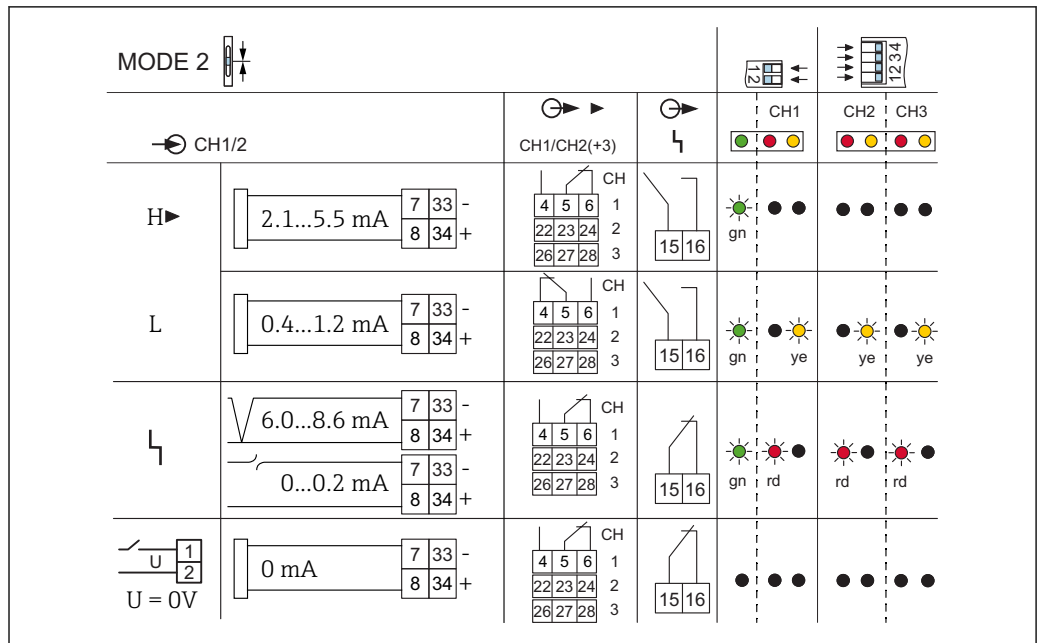 MODE 2
1 2
1 2 3 4
CH1/2
CH1/CH2(+3)
CH1
CH2 CH3
H►
2.1...5.5 mA
7 33 -
8 34 +
CH
4 5 6 1
22 23 24 2
26 27 28 3
15 16
gn
L
0.4...1.2 mA
7 33 -
8 34 +
CH
4 5 6 1
22 23 24 2
26 27 28 3
15 16
gn ye ye ye
6.0...8.6 mA
7 33 -
8 34 +
0...0.2 mA
7 33 -
8 34 +
CH
4 5 6 1
22 23 24 2
26 27 28 3
15 16
gn rd rd rd
U
1
2
U = 0V
0 mA
7 33 -
8 34 +
CH
4 5 6 1
22 23 24 2
26 27 28 3
15 16